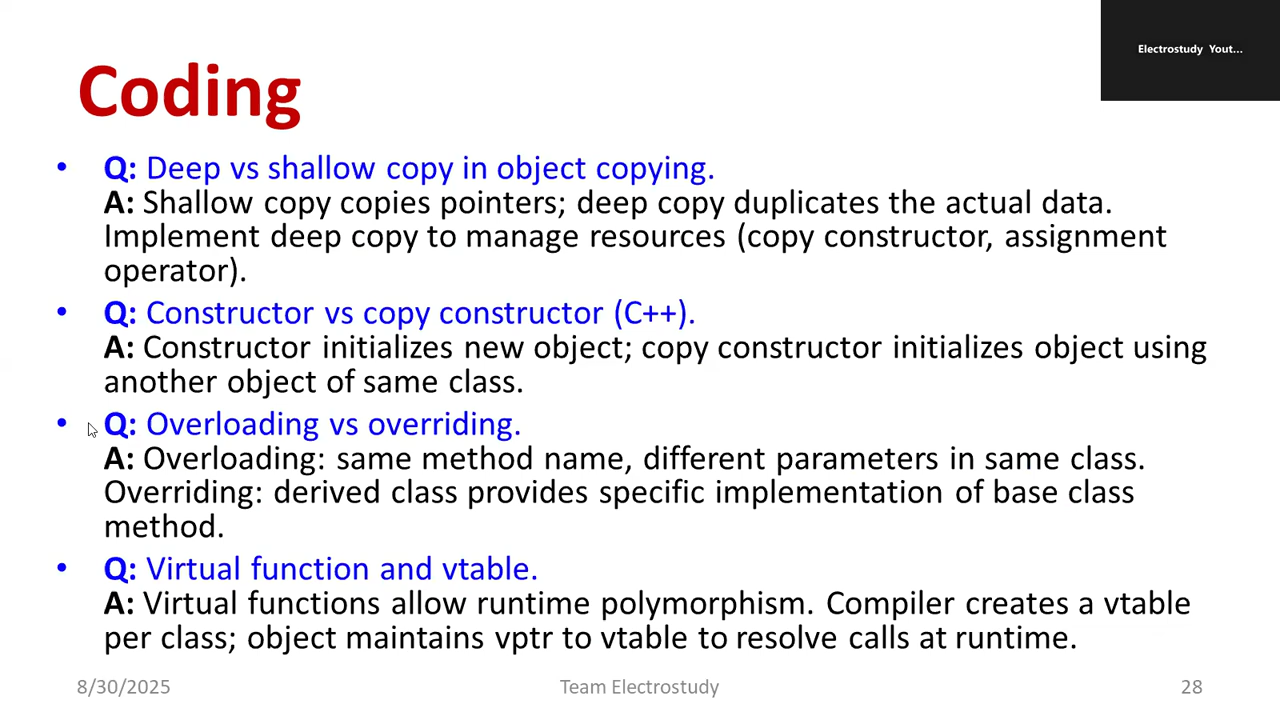 Electrostudy Yout...
Coding
• Q: Deep vs shallow copy in object copying.
A: Shallow copy copies pointers; deep copy duplicates the actual data.
Implement deep copy to manage resources (copy constructor, assignment
operator).
• Q: Constructor vs copy constructor (C++).
A: Constructor initializes new object; copy constructor initializes object using
another object of same class.
• Q: Overloading vs overriding.
A: Overloading: same method name, different parameters in same class.
Overriding: derived class provides specific implementation of base class
method.
• Q: Virtual function and vtable.
A: Virtual functions allow runtime polymorphism. Compiler creates a vtable
per class; object maintains vptr to vtable to resolve calls at runtime.
8/30/2025 Team Electrostudy 28